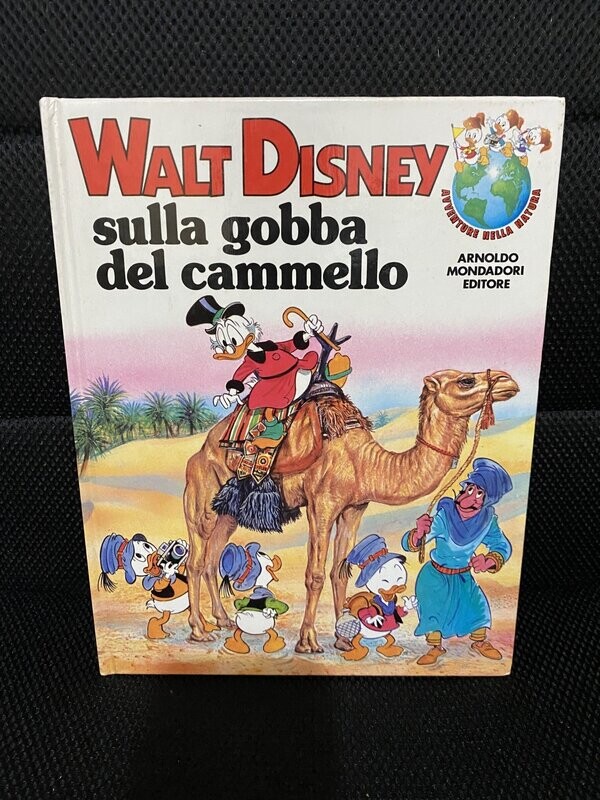 WALT DISNEY
sulla gobba
del cammello
AVVENTURE NELLA NATURA
ARNOLDO
MONDADORI
EDITORE